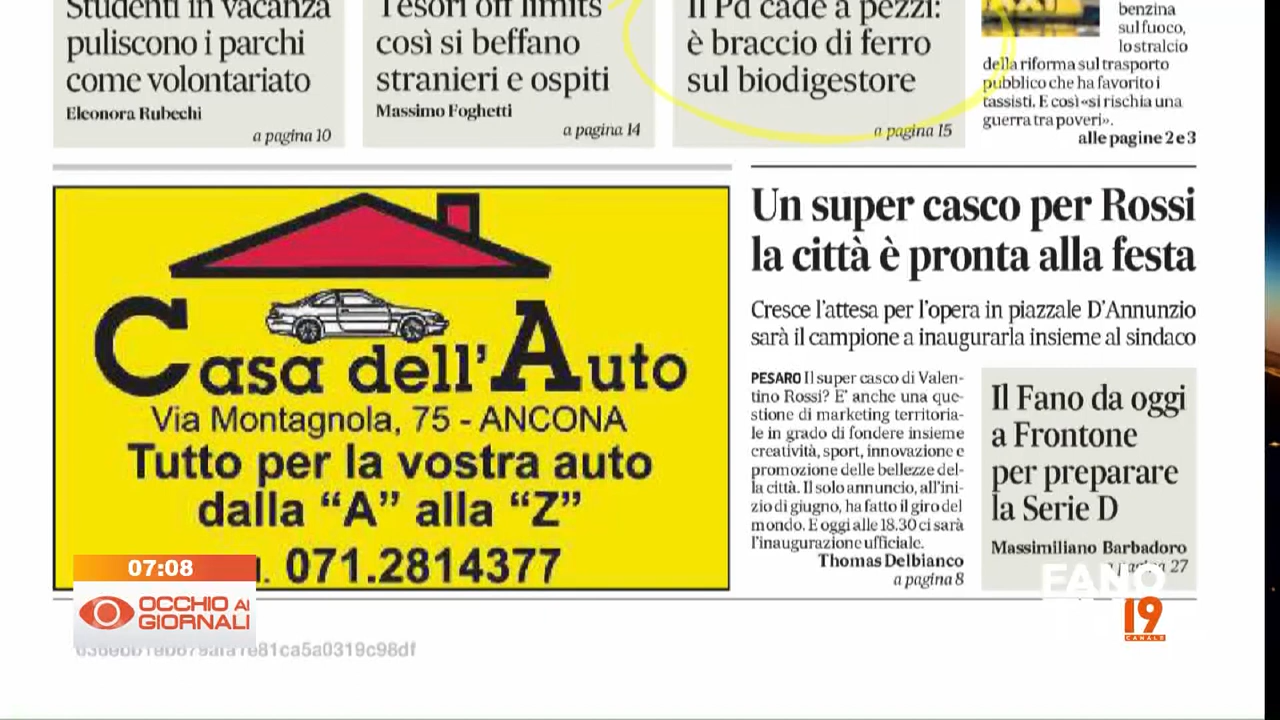 Studenti in vacanza
puliscono i parchi
come volontariato
Eleonora Rubechi
a pagina 10
Tesori off limits
così si beffano
stranieri e ospiti
Massimo Foghetti
a pagina 14
Il Pd cade a pezzi:
è braccio di ferro
sul biodigestore
a pagina 15
benzina
sul fuoco,
lo stralcio
della riforma sul trasporto
pubblico che ha favorito i
tassisti. E così «si rischia una
guerra tra poveri».
alle pagine 2 e 3
Casa dell'Auto
Via Montagnola, 75 - ANCONA
Tutto per la vostra auto
dalla “A” alla “Z”
071.2814377
Un super casco per Rossi
la città è pronta alla festa
Cresce l'attesa per l'opera in piazzale D'Annunzio
sarà il campione a inaugurarla insieme al sindaco
PESARO Il super casco di Valen-
tino Rossi? E' anche una que-
stione di marketing territoria-
le in grado di fondere insieme
creatività, sport, innovazione e
promozione delle bellezze del-
la città. Il solo annuncio, all'ini-
zio di giugno, ha fatto il giro del
mondo. E oggi alle 18.30 ci sarà
l'inaugurazione ufficiale.
Thomas Delbianco
a pagina 8
Il Fano da oggi
a Frontone
per preparare
la Serie D
Massimiliano Barbadoro
a pagina 27
07:08
OCCHIO AI
GIORNALI
FANO
19
CANALE